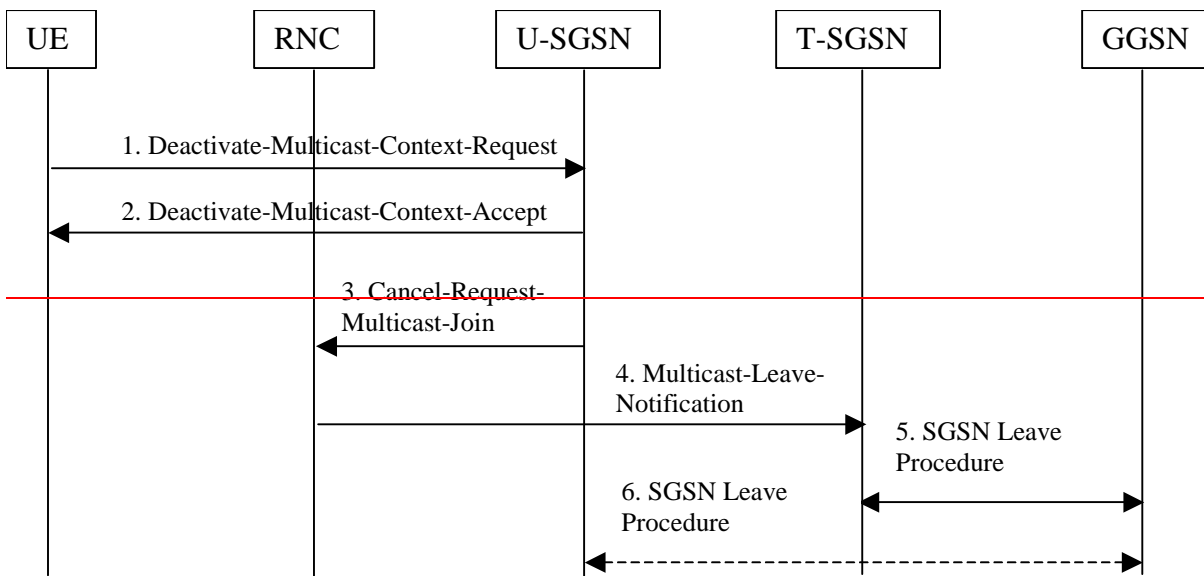 UE
RNC
U-SGSN
T-SGSN
GGSN
1. Deactivate-Multicast-Context-Request
2. Deactivate-Multicast-Context-Accept
3. Cancel-Request-
Multicast-Join
4. Multicast-Leave-
Notification
5. SGSN Leave
Procedure
6. SGSN Leave
Procedure